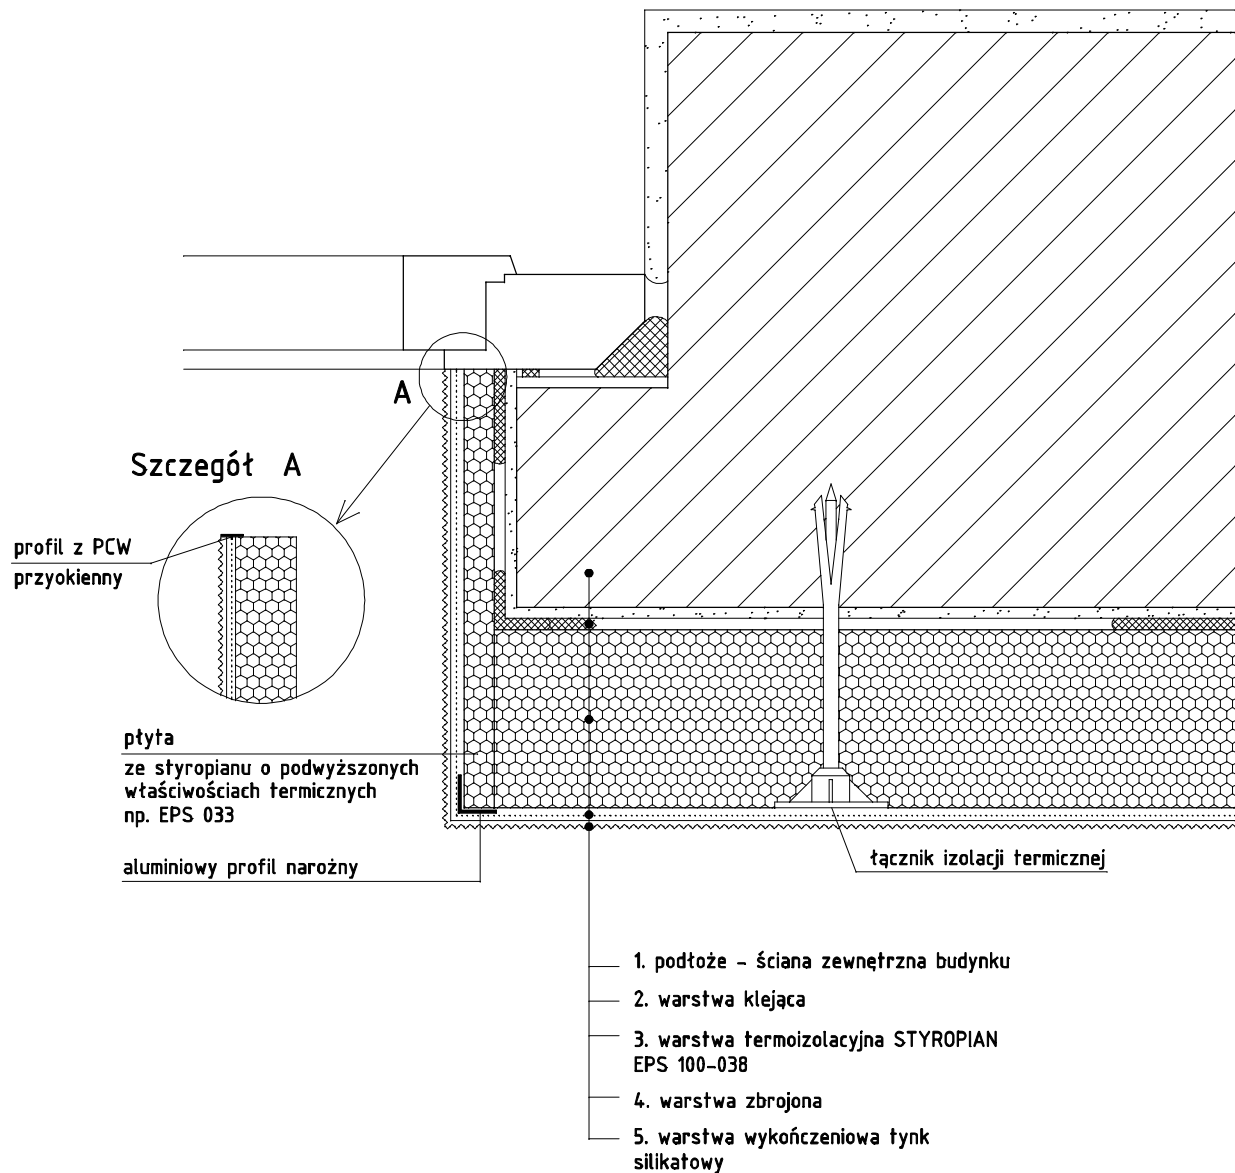 A
Szczegół A
profil z PCW
przyokienny
płyta
ze styropianu o podwyższonych
właściwościach termicznych
np. EPS 033
aluminiowy profil narożny
łącznik izolacji termicznej
1. podłoże - ściana zewnętrzna budynku
2. warstwa klejąca
3. warstwa termoizolacyjna STYROPIAN
EPS 100-038
4. warstwa zbrojona
5. warstwa wykończeniowa tynk
silikatowy